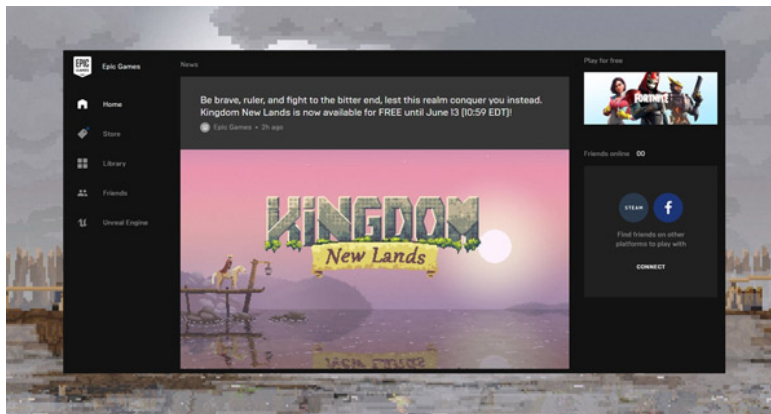 EPIC
GAMES
Epic Games
Home
Store
Library
Friends
Unreal Engine
News
Be brave, ruler, and fight to the bitter end, lest this realm conquer you instead.
Kingdom New Lands is now available for FREE until June 13 [10:59 EDT]!
Epic Games • 2h ago
KINGDOM
New Lands
Play for free
FORTNITE
Friends online 00
STEAM
f
Find friends on other
platforms to play with
CONNECT